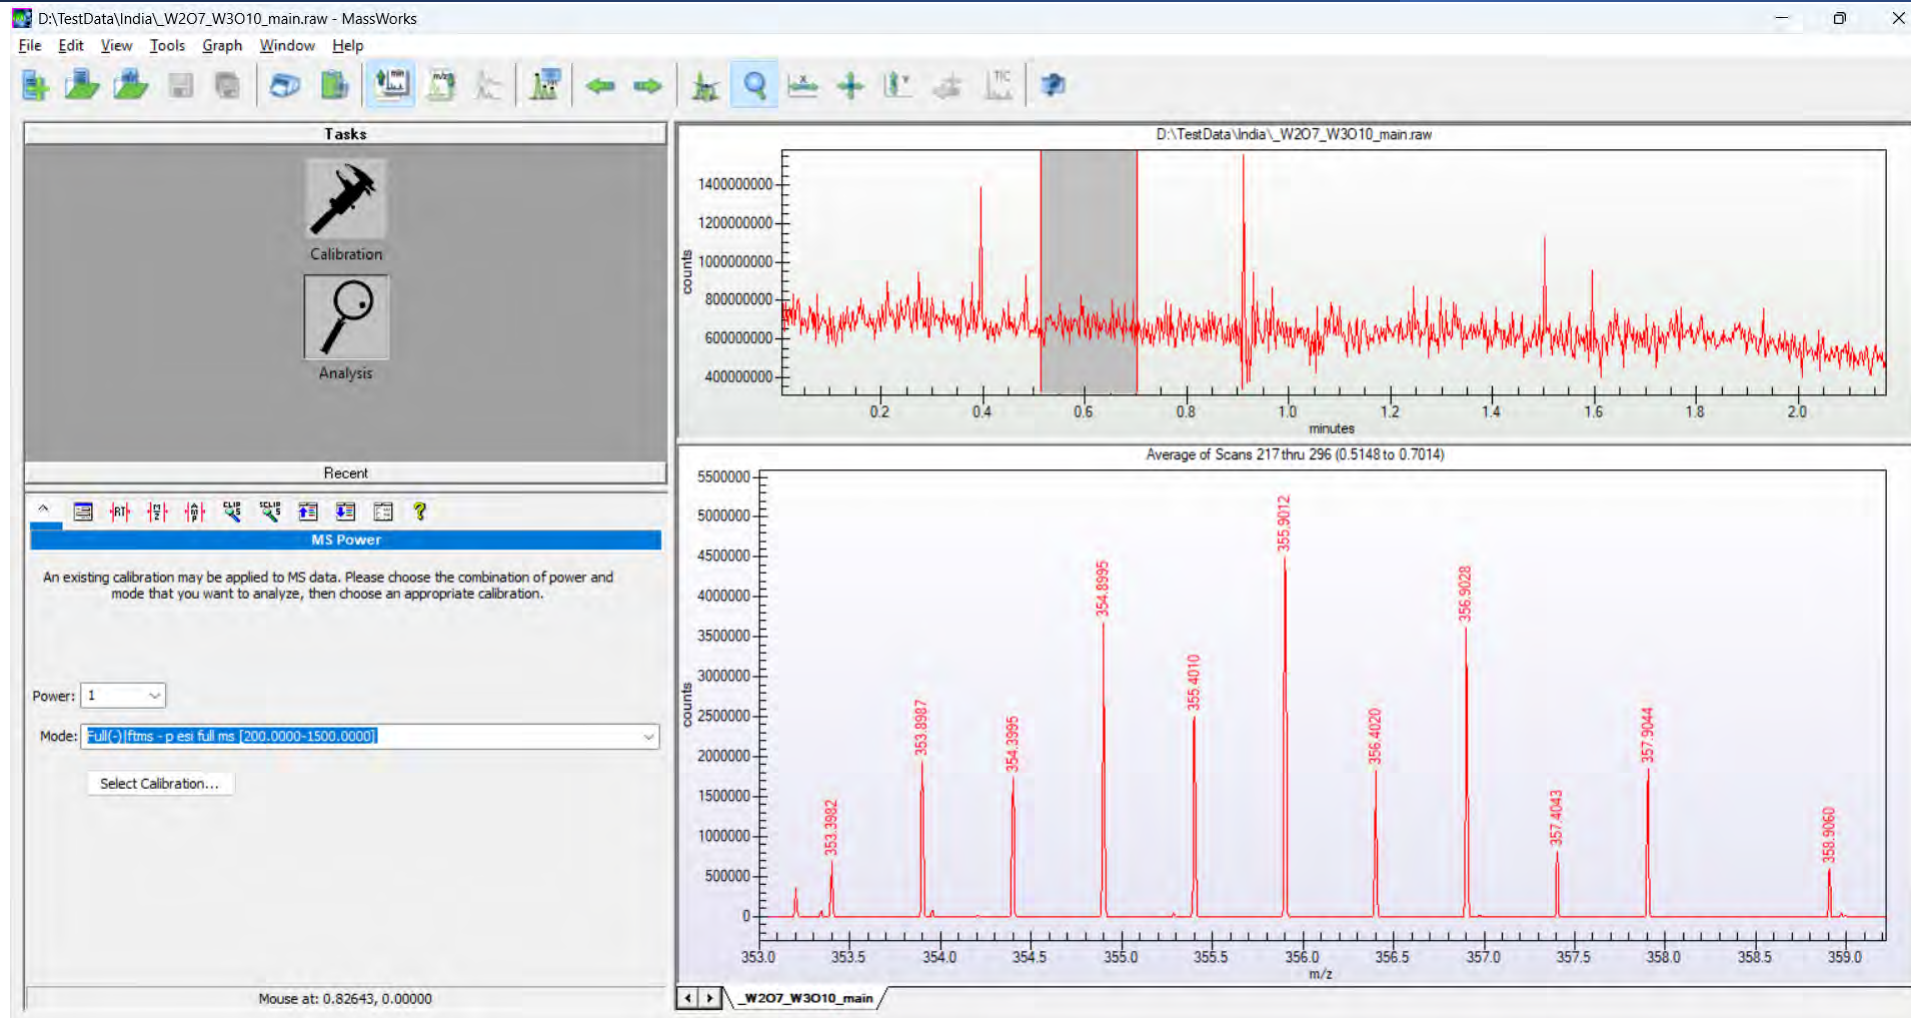 D:\TestData\India\_W2O7_W3O10_main.raw - MassWorks
File Edit View Tools Graph Window Help
Tasks
Calibration
Analysis
Recent
MS Power
An existing calibration may be applied to MS data. Please choose the combination of power and
mode that you want to analyze, then choose an appropriate calibration.
Power: 1
Mode: Full(-)|ftms - p esi full ms [200.0000-1500.0000]
Select Calibration...
Mouse at: 0.82643, 0.00000
D:\TestData\India\_W2O7_W3O10_main.raw
counts
1400000000
1200000000
1000000000
800000000
600000000
400000000
0.2 0.4 0.6 0.8 1.0 1.2 1.4 1.6 1.8 2.0
minutes
Average of Scans 217 thru 296 (0.5148 to 0.7014)
counts
5500000
5000000
4500000
4000000
3500000
3000000
2500000
2000000
1500000
1000000
500000
0
353.3982
353.8987
354.3995
354.8995
355.4010
355.9012
356.4020
356.9028
357.4043
357.9044
358.9060
353.0 353.5 354.0 354.5 355.0 355.5 356.0 356.5 357.0 357.5 358.0 358.5 359.0
m/z
_W2O7_W3O10_main